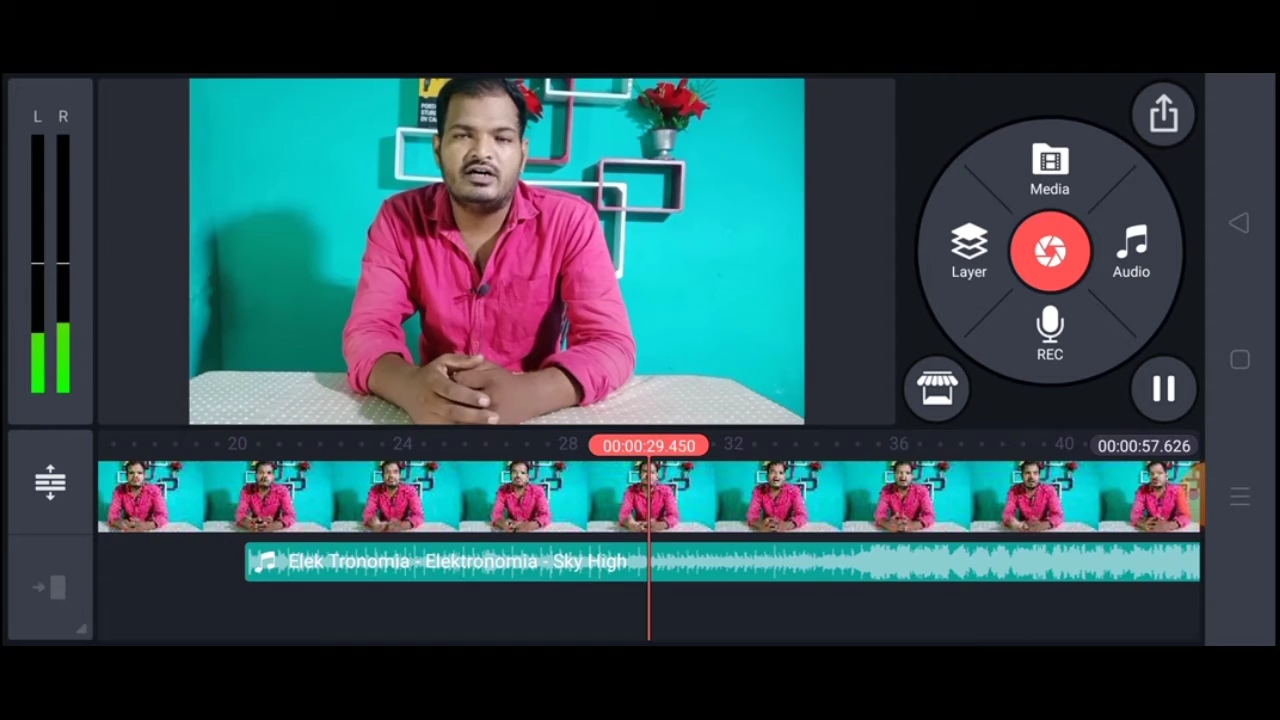 L R
Media
Layer
Audio
REC
20 24 28 00:00:29.450 32 36 40 00:00:57.626
Elek Tronomia - Elektronomia - Sky High